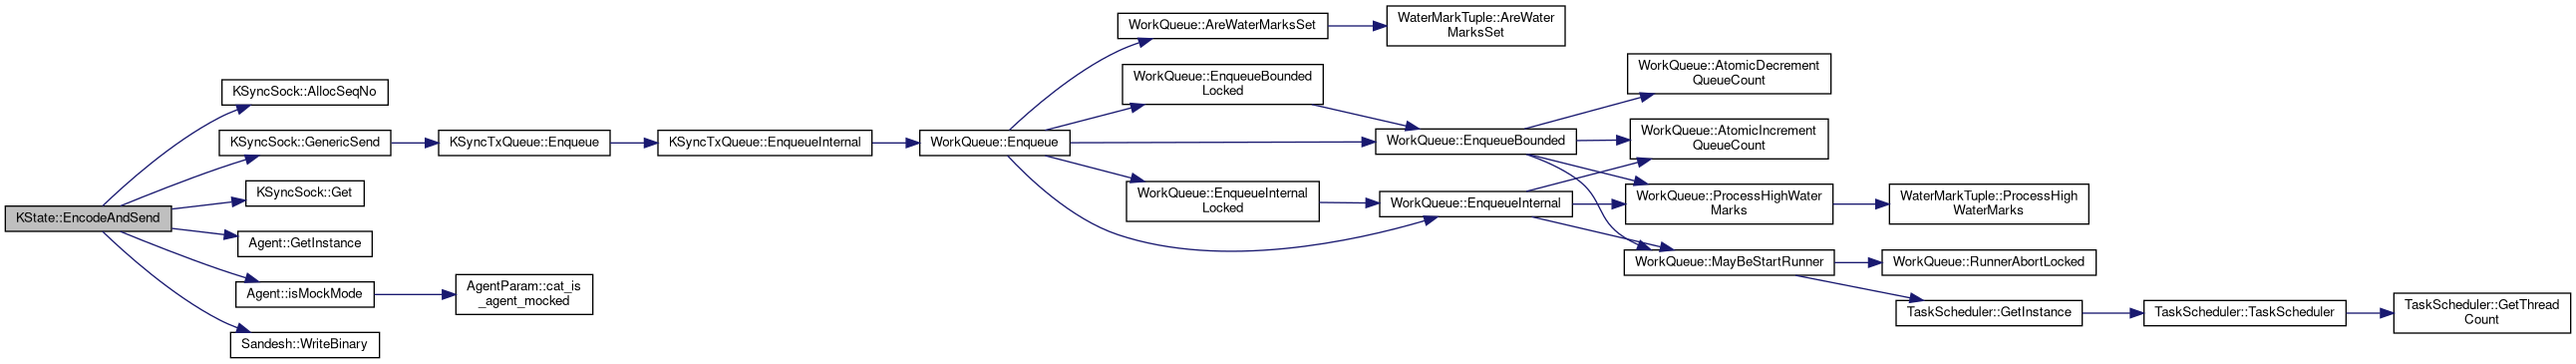 KState::EncodeAndSend
KSyncSock::AllocSeqNo
KSyncSock::GenericSend
KSyncSock::Get
Agent::GetInstance
Agent::isMockMode
Sandesh::WriteBinary
KSyncTxQueue::Enqueue
AgentParam::cat_is
_agent_mocked
KSyncTxQueue::EnqueueInternal
WorkQueue::Enqueue
WorkQueue::AreWaterMarksSet
WorkQueue::EnqueueBounded
Locked
WorkQueue::EnqueueInternal
Locked
WaterMarkTuple::AreWater
MarksSet
WorkQueue::EnqueueBounded
WorkQueue::EnqueueInternal
WorkQueue::AtomicDecrement
QueueCount
WorkQueue::AtomicIncrement
QueueCount
WorkQueue::ProcessHighWater
Marks
WorkQueue::MayBeStartRunner
WaterMarkTuple::ProcessHigh
WaterMarks
WorkQueue::RunnerAbortLocked
TaskScheduler::GetInstance
TaskScheduler::TaskScheduler
TaskScheduler::GetThread
Count